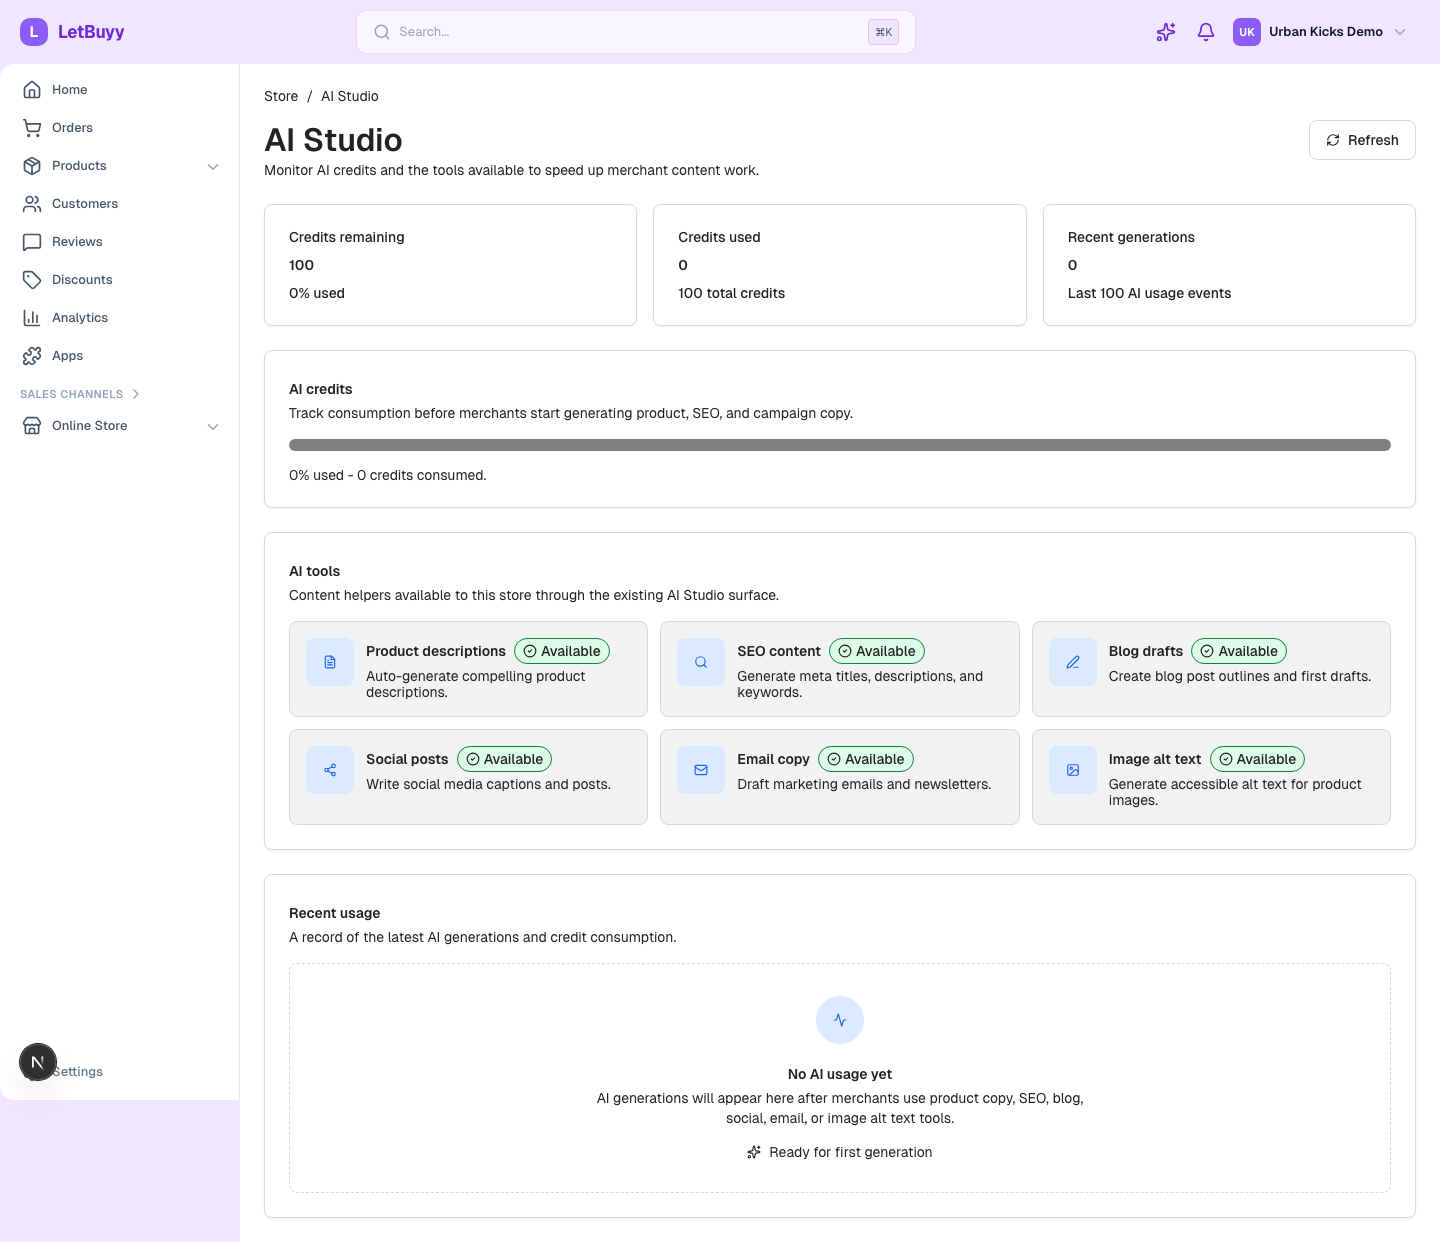 L LetBuyy
Search...
⌘K
UK Urban Kicks Demo
Home
Orders
Products
Customers
Reviews
Discounts
Analytics
Apps
SALES CHANNELS
Online Store
N
Settings
Store / AI Studio
AI Studio
Refresh
Monitor AI credits and the tools available to speed up merchant content work.
Credits remaining
100
0% used
Credits used
0
100 total credits
Recent generations
0
Last 100 AI usage events
AI credits
Track consumption before merchants start generating product, SEO, and campaign copy.
0% used - 0 credits consumed.
AI tools
Content helpers available to this store through the existing AI Studio surface.
Product descriptions Available
Auto-generate compelling product
descriptions.
SEO content Available
Generate meta titles, descriptions, and
keywords.
Blog drafts Available
Create blog post outlines and first drafts.
Social posts Available
Write social media captions and posts.
Email copy Available
Draft marketing emails and newsletters.
Image alt text Available
Generate accessible alt text for product
images.
Recent usage
A record of the latest AI generations and credit consumption.
No AI usage yet
AI generations will appear here after merchants use product copy, SEO, blog,
social, email, or image alt text tools.
Ready for first generation